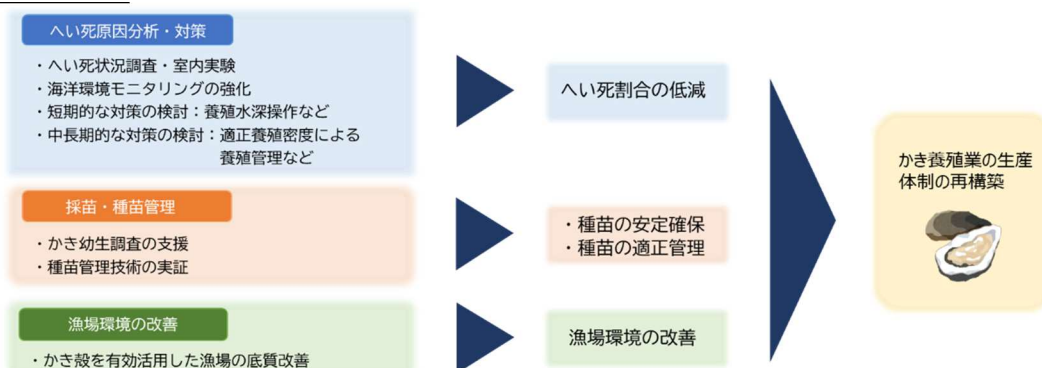 へい死原因分析・対策
・へい死状況調査・室内実験
・海洋環境モニタリングの強化
・短期的な対策の検討：養殖水深操作など
・中長期的な対策の検討：適正養殖密度による
養殖管理など
へい死割合の低減
採苗・種苗管理
・かき幼生調査の支援
・種苗管理技術の実証
・種苗の安定確保
・種苗の適正管理
漁場環境の改善
・かき殻を有効活用した漁場の底質改善
漁場環境の改善
かき養殖業の生産
体制の再構築